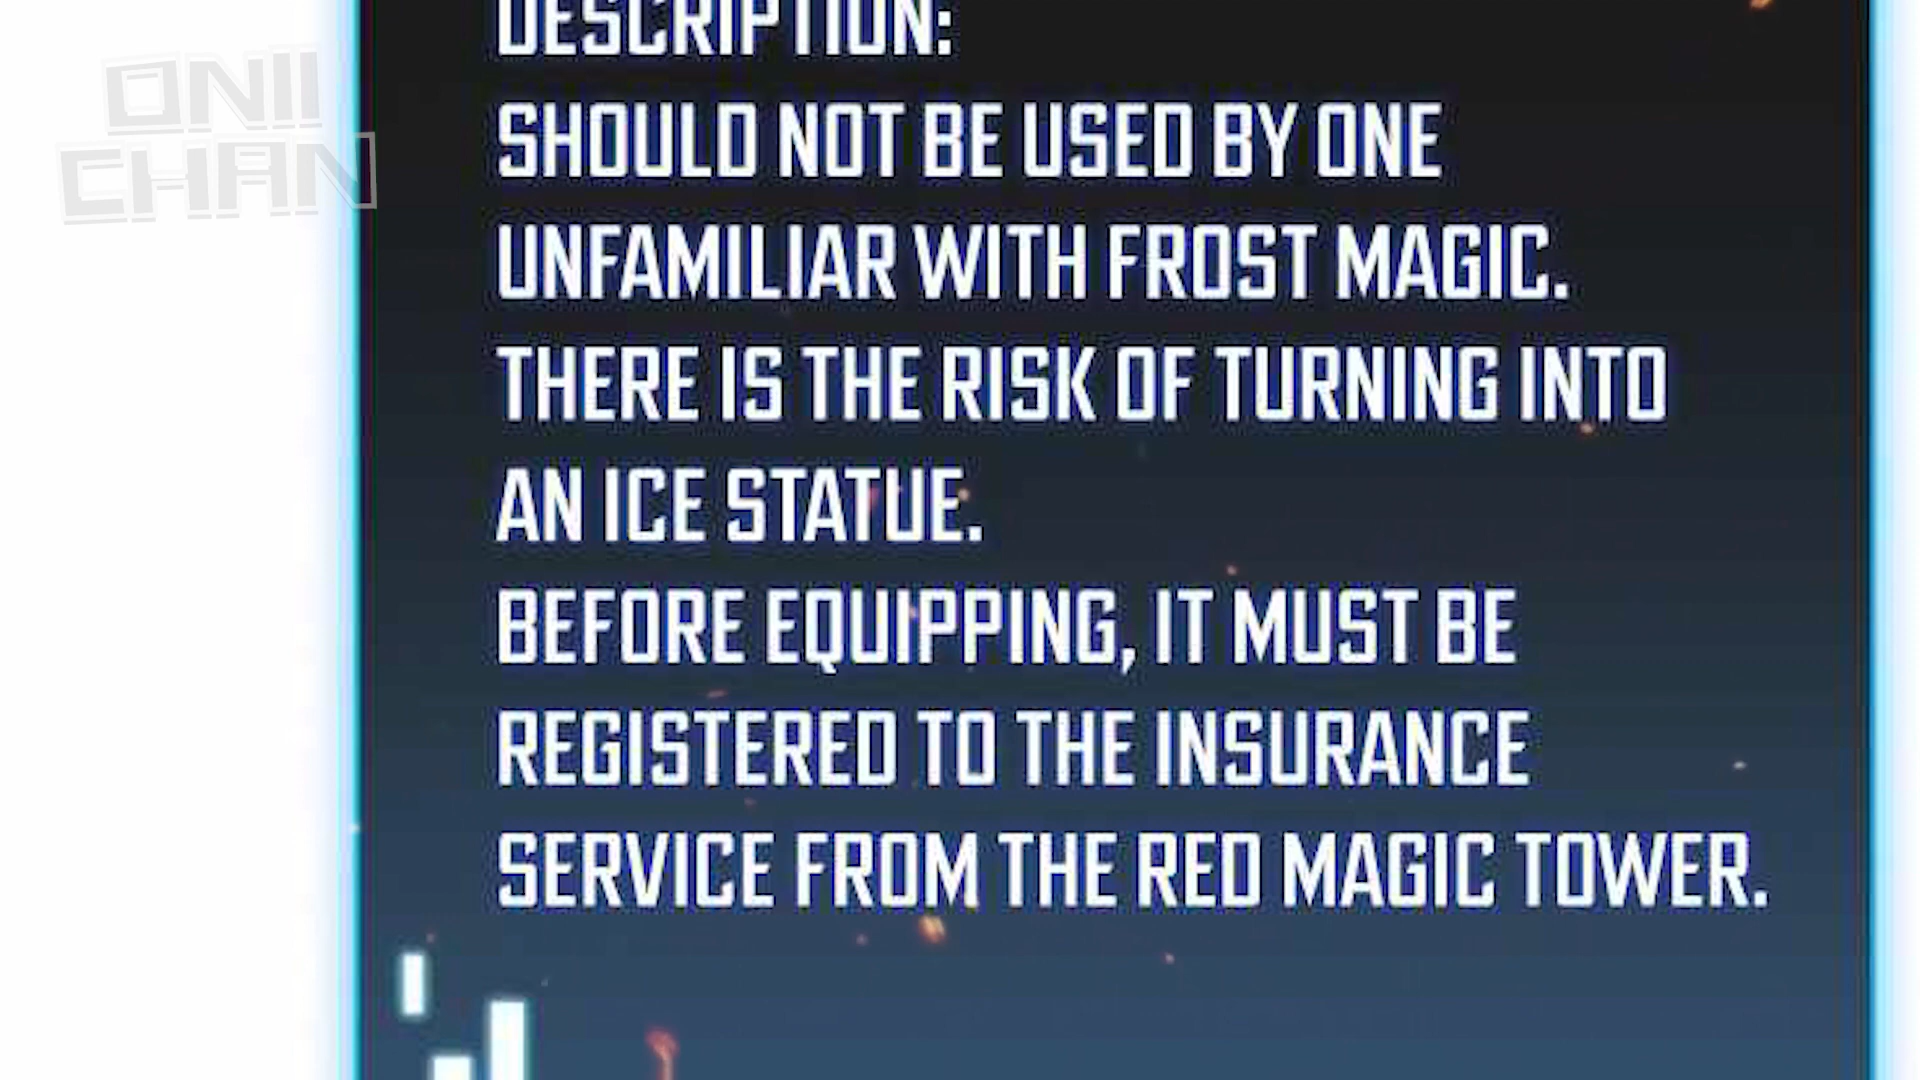 ONII
CHAN
DESCRIPTION:
SHOULD NOT BE USED BY ONE
UNFAMILIAR WITH FROST MAGIC.
THERE IS THE RISK OF TURNING INTO
AN ICE STATUE.
BEFORE EQUIPPING, IT MUST BE
REGISTERED TO THE INSURANCE
SERVICE FROM THE RED MAGIC TOWER.